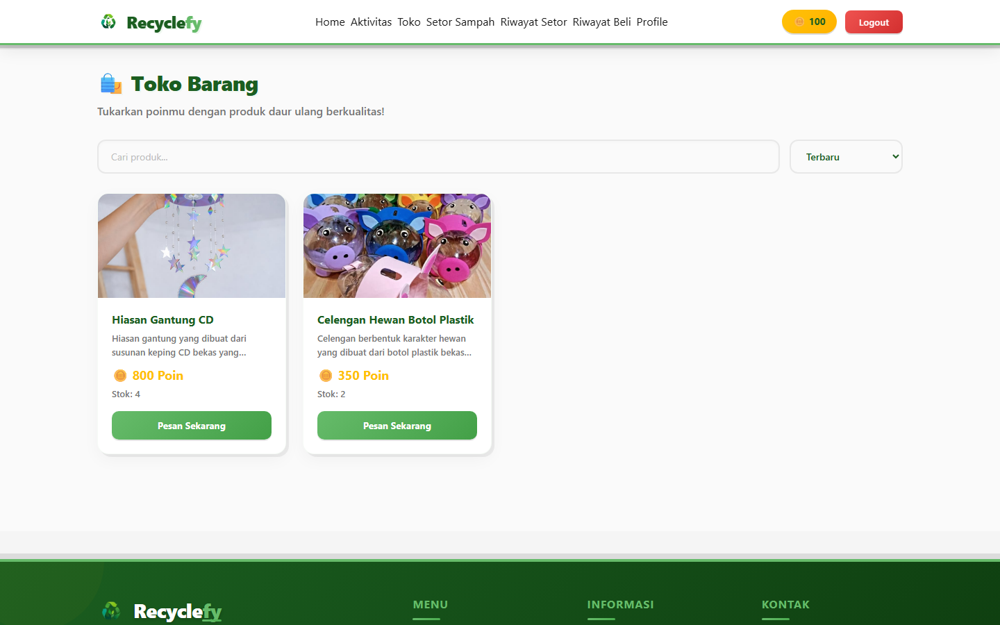 Recyclefy
Home Aktivitas Toko Setor Sampah Riwayat Setor Riwayat Beli Profile
100
Logout
Toko Barang
Tukarkan poinmu dengan produk daur ulang berkualitas!
Cari produk...
Terbaru
Hiasan Gantung CD
Hiasan gantung yang dibuat dari
susunan keping CD bekas yang...
800 Poin
Stok: 4
Pesan Sekarang
Celengan Hewan Botol Plastik
Celengan berbentuk karakter hewan
yang dibuat dari botol plastik bekas...
350 Poin
Stok: 2
Pesan Sekarang
Recyclefy
MENU
INFORMASI
KONTAK